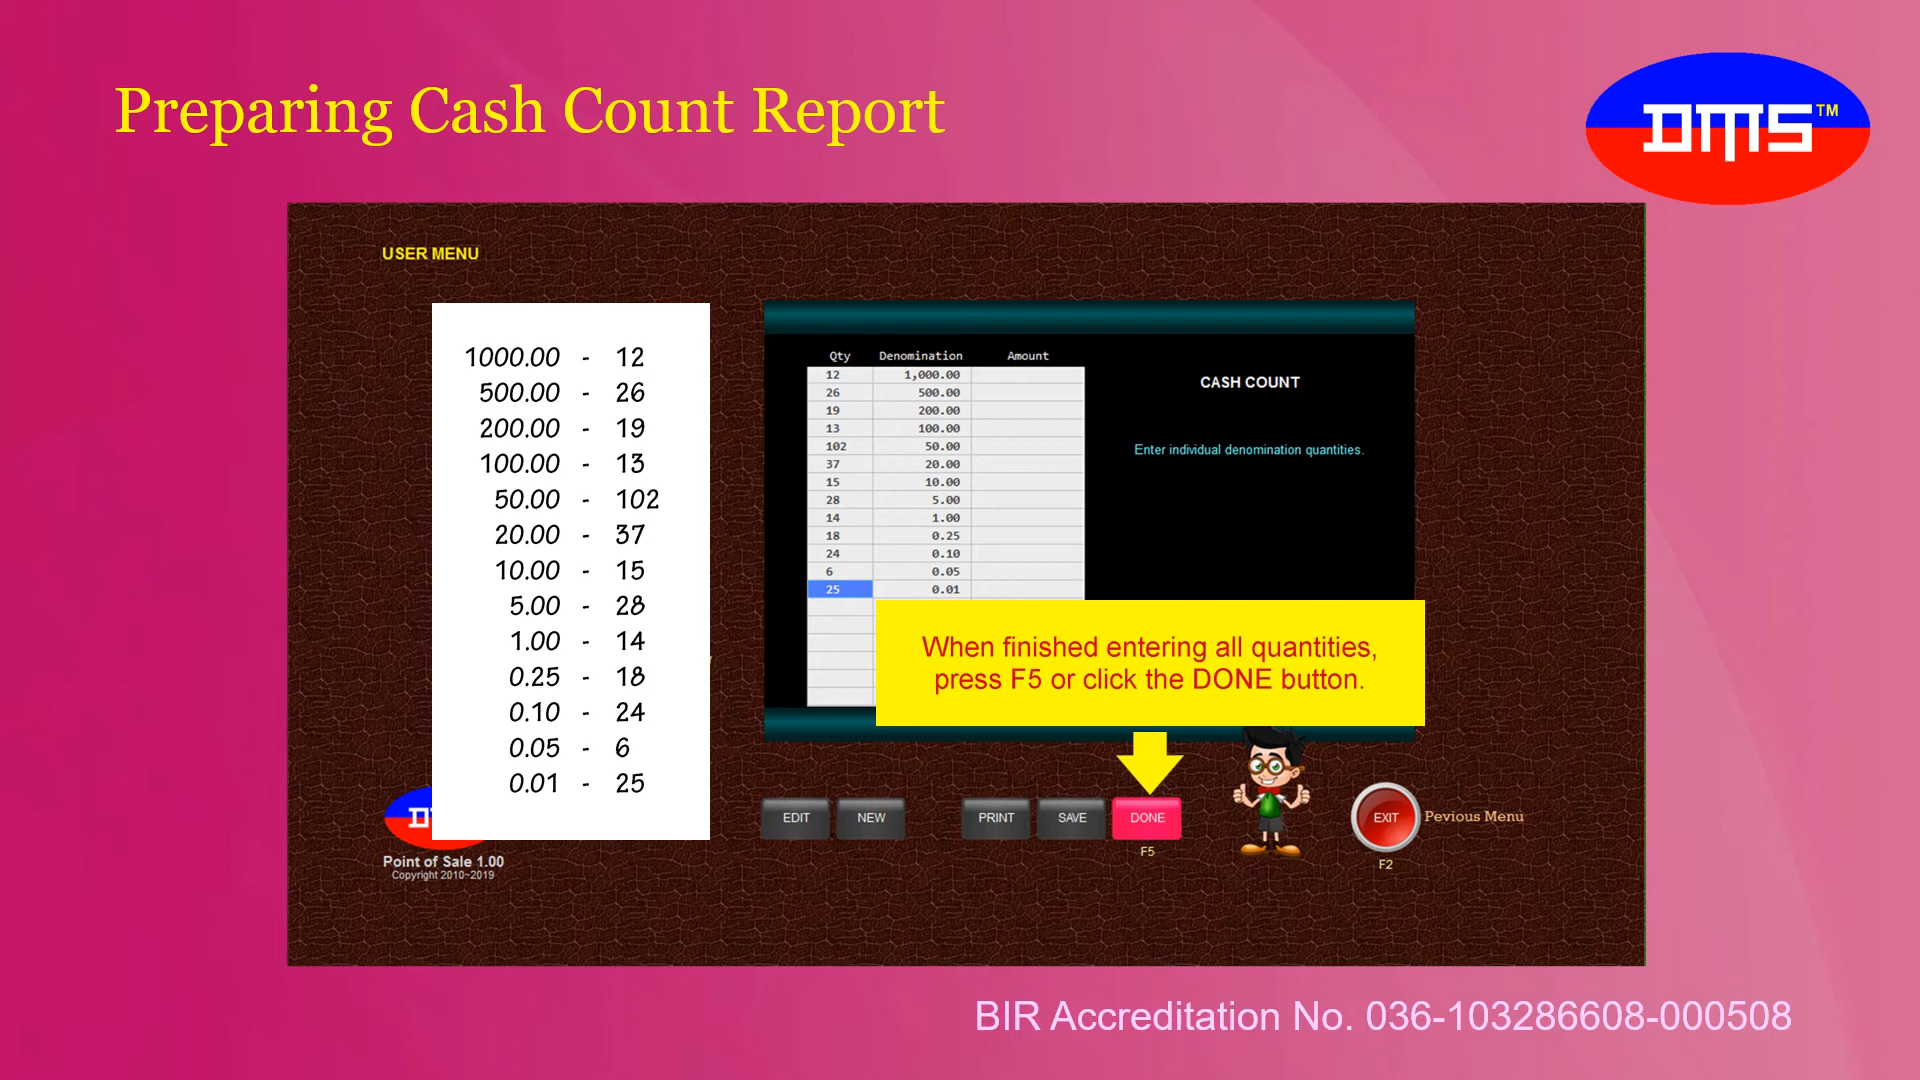 Preparing Cash Count Report
DMS™
USER MENU
1000.00 - 12
500.00 - 26
200.00 - 19
100.00 - 13
50.00 - 102
20.00 - 37
10.00 - 15
5.00 - 28
1.00 - 14
0.25 - 18
0.10 - 24
0.05 - 6
0.01 - 25
Point of Sale 1.00
Copyright 2010~2019
Qty Denomination Amount
12 1,000.00
26 500.00
19 200.00
13 100.00
102 50.00
37 20.00
15 10.00
28 5.00
14 1.00
18 0.25
24 0.10
6 0.05
25 0.01
CASH COUNT
Enter individual denomination quantities.
When finished entering all quantities,
press F5 or click the DONE button.
EDIT NEW PRINT SAVE DONE
F5
EXIT Pevious Menu
F2
BIR Accreditation No. 036-103286608-000508